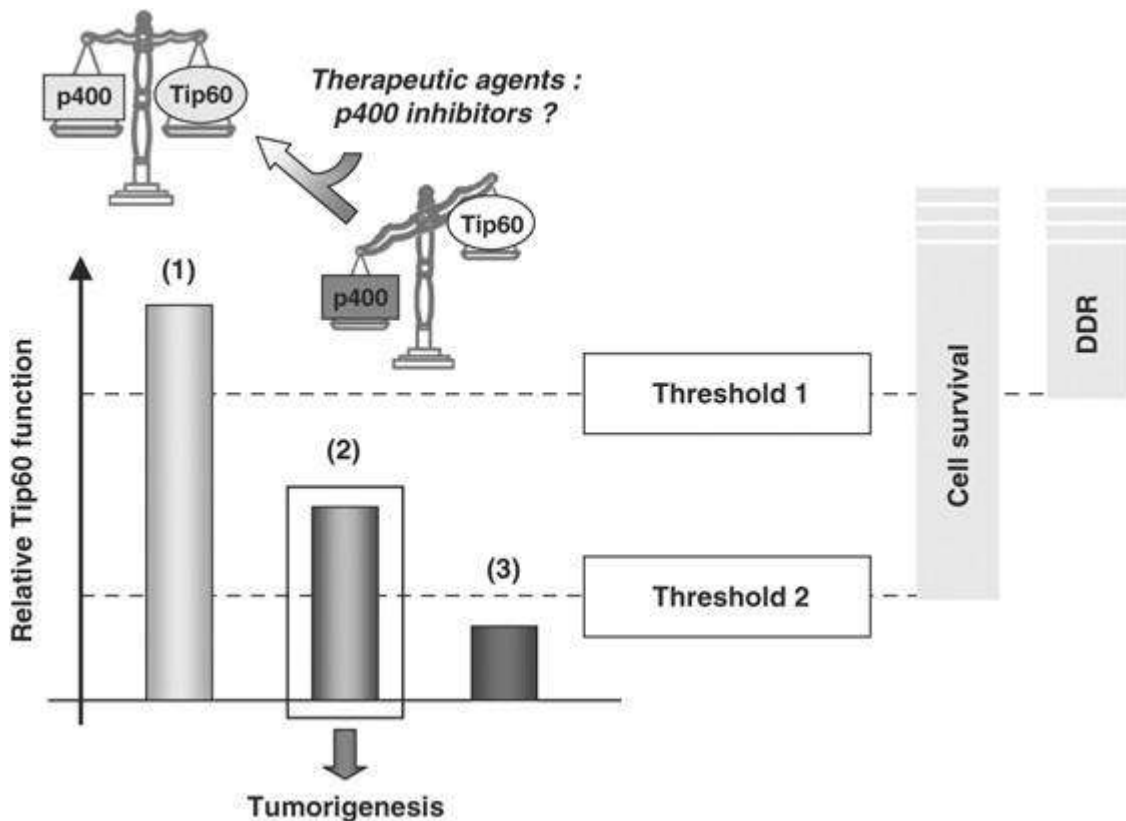 p400
Tip60
Therapeutic agents :
p400 inhibitors ?
Tip60
p400
(1)
(2)
(3)
Relative Tip60 function
Threshold 1
Threshold 2
Cell survival
DDR
Tumorigenesis